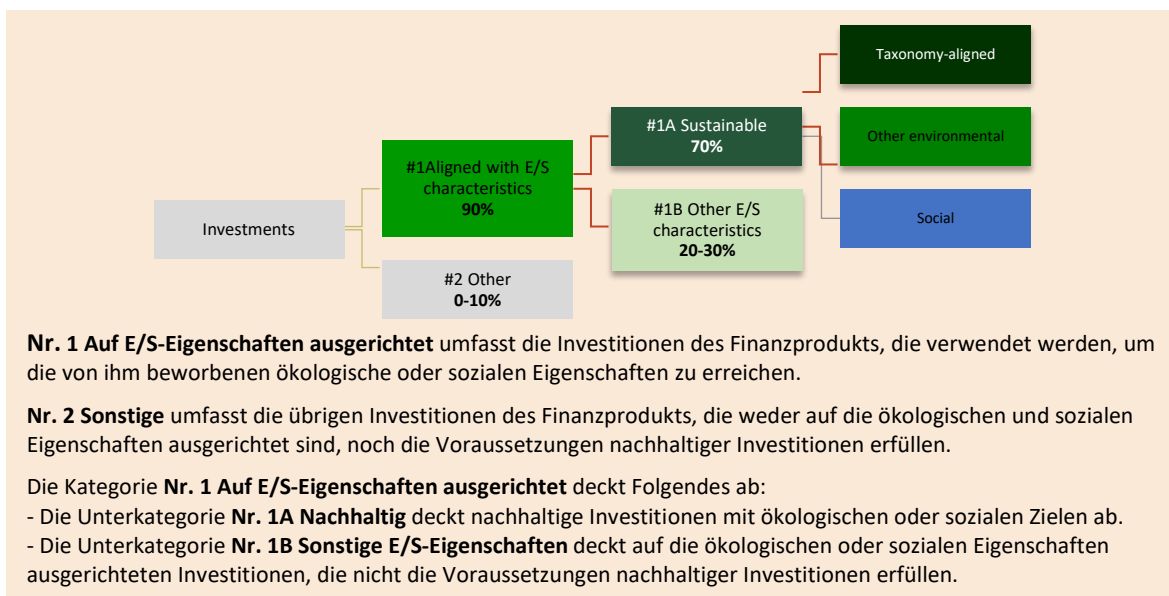 Taxonomy-aligned
#1A Sustainable
70%
Other environmental
#1Aligned with E/S
characteristics
90%
#1B Other E/S
characteristics
20-30%
Social
Investments
#2 Other
0-10%
Nr. 1 Auf E/S-Eigenschaften ausgerichtet umfasst die Investitionen des Finanzprodukts, die verwendet werden, um
die von ihm beworbenen ökologische oder sozialen Eigenschaften zu erreichen.
Nr. 2 Sonstige umfasst die übrigen Investitionen des Finanzprodukts, die weder auf die ökologischen und sozialen
Eigenschaften ausgerichtet sind, noch die Voraussetzungen nachhaltiger Investitionen erfüllen.
Die Kategorie Nr. 1 Auf E/S-Eigenschaften ausgerichtet deckt Folgendes ab:
- Die Unterkategorie Nr. 1A Nachhaltig deckt nachhaltige Investitionen mit ökologischen oder sozialen Zielen ab.
- Die Unterkategorie Nr. 1B Sonstige E/S-Eigenschaften deckt auf die ökologischen oder sozialen Eigenschaften
ausgerichteten Investitionen, die nicht die Voraussetzungen nachhaltiger Investitionen erfüllen.